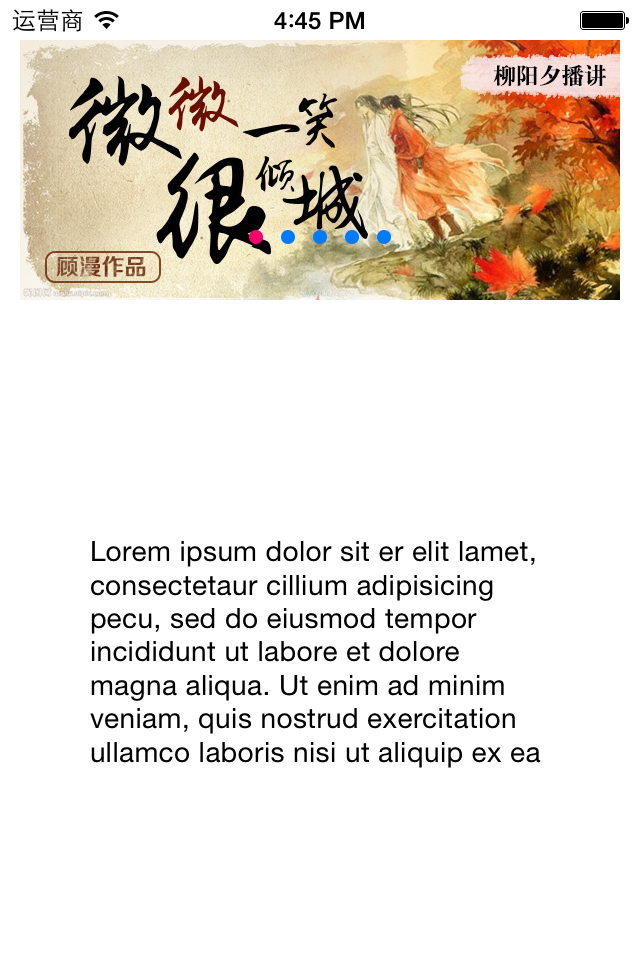 运营商 4:45 PM
柳阳夕播讲
微微一笑
很倾城
顾漫作品
Lorem ipsum dolor sit er elit lamet,
consectetaur cillium adipisicing
pecu, sed do eiusmod tempor
incididunt ut labore et dolore
magna aliqua. Ut enim ad minim
veniam, quis nostrud exercitation
ullamco laboris nisi ut aliquip ex ea